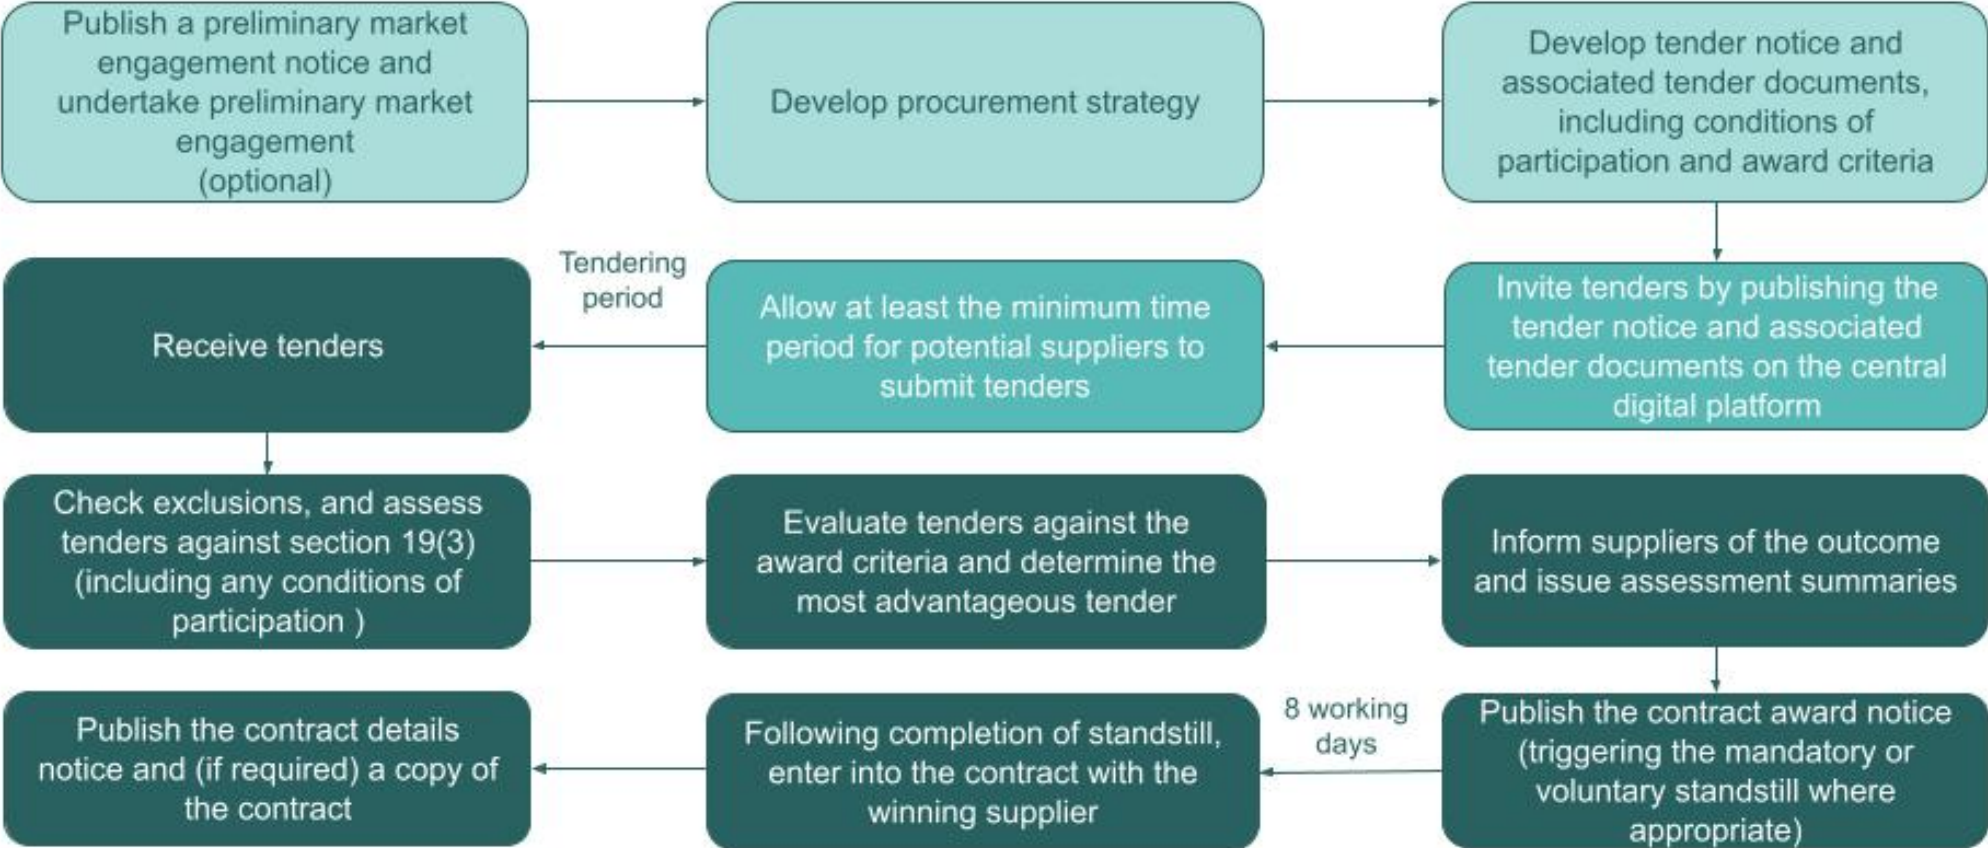 Publish a preliminary market
engagement notice and
undertake preliminary market
engagement
(optional)
Develop procurement strategy
Develop tender notice and
associated tender documents,
including conditions of
participation and award criteria
Invite tenders by publishing the
tender notice and associated
tender documents on the central
digital platform
Allow at least the minimum time
period for potential suppliers to
submit tenders
Tendering
period
Receive tenders
Check exclusions, and assess
tenders against section 19(3)
(including any conditions of
participation )
Evaluate tenders against the
award criteria and determine the
most advantageous tender
Inform suppliers of the outcome
and issue assessment summaries
Publish the contract award notice
(triggering the mandatory or
voluntary standstill where
appropriate)
8 working
days
Following completion of standstill,
enter into the contract with the
winning supplier
Publish the contract details
notice and (if required) a copy of
the contract